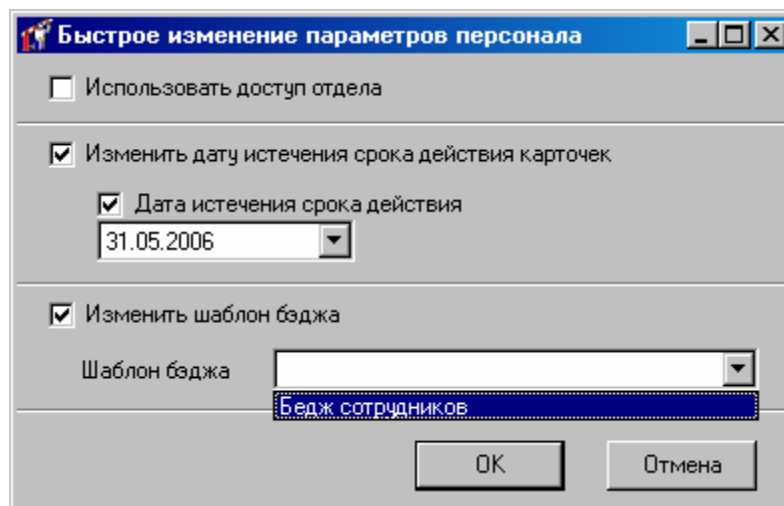 Быстрое изменение параметров персонала
Использовать доступ отдела
Изменить дату истечения срока действия карточек
Дата истечения срока действия
31.05.2006
Изменить шаблон бэджа
Шаблон бэджа
Бедж сотрудников
OK
Отмена